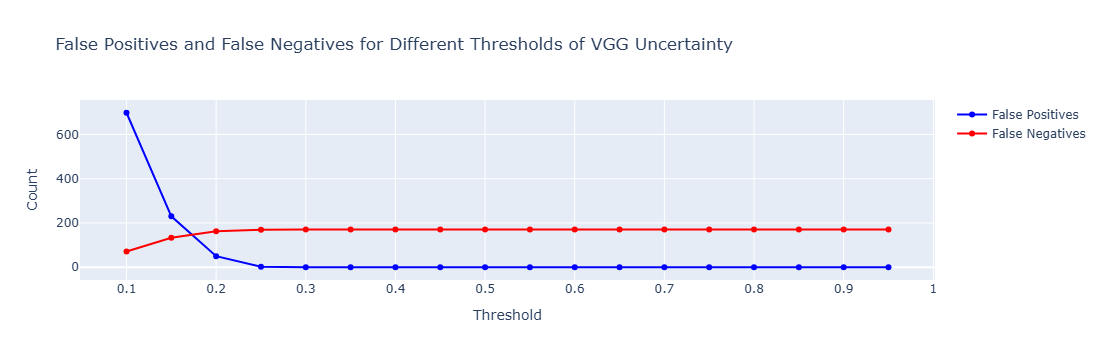 False Positives and False Negatives for Different Thresholds of VGG Uncertainty
False Positives
False Negatives
Count
600
400
200
0
0.1 0.2 0.3 0.4 0.5 0.6 0.7 0.8 0.9 1
Threshold